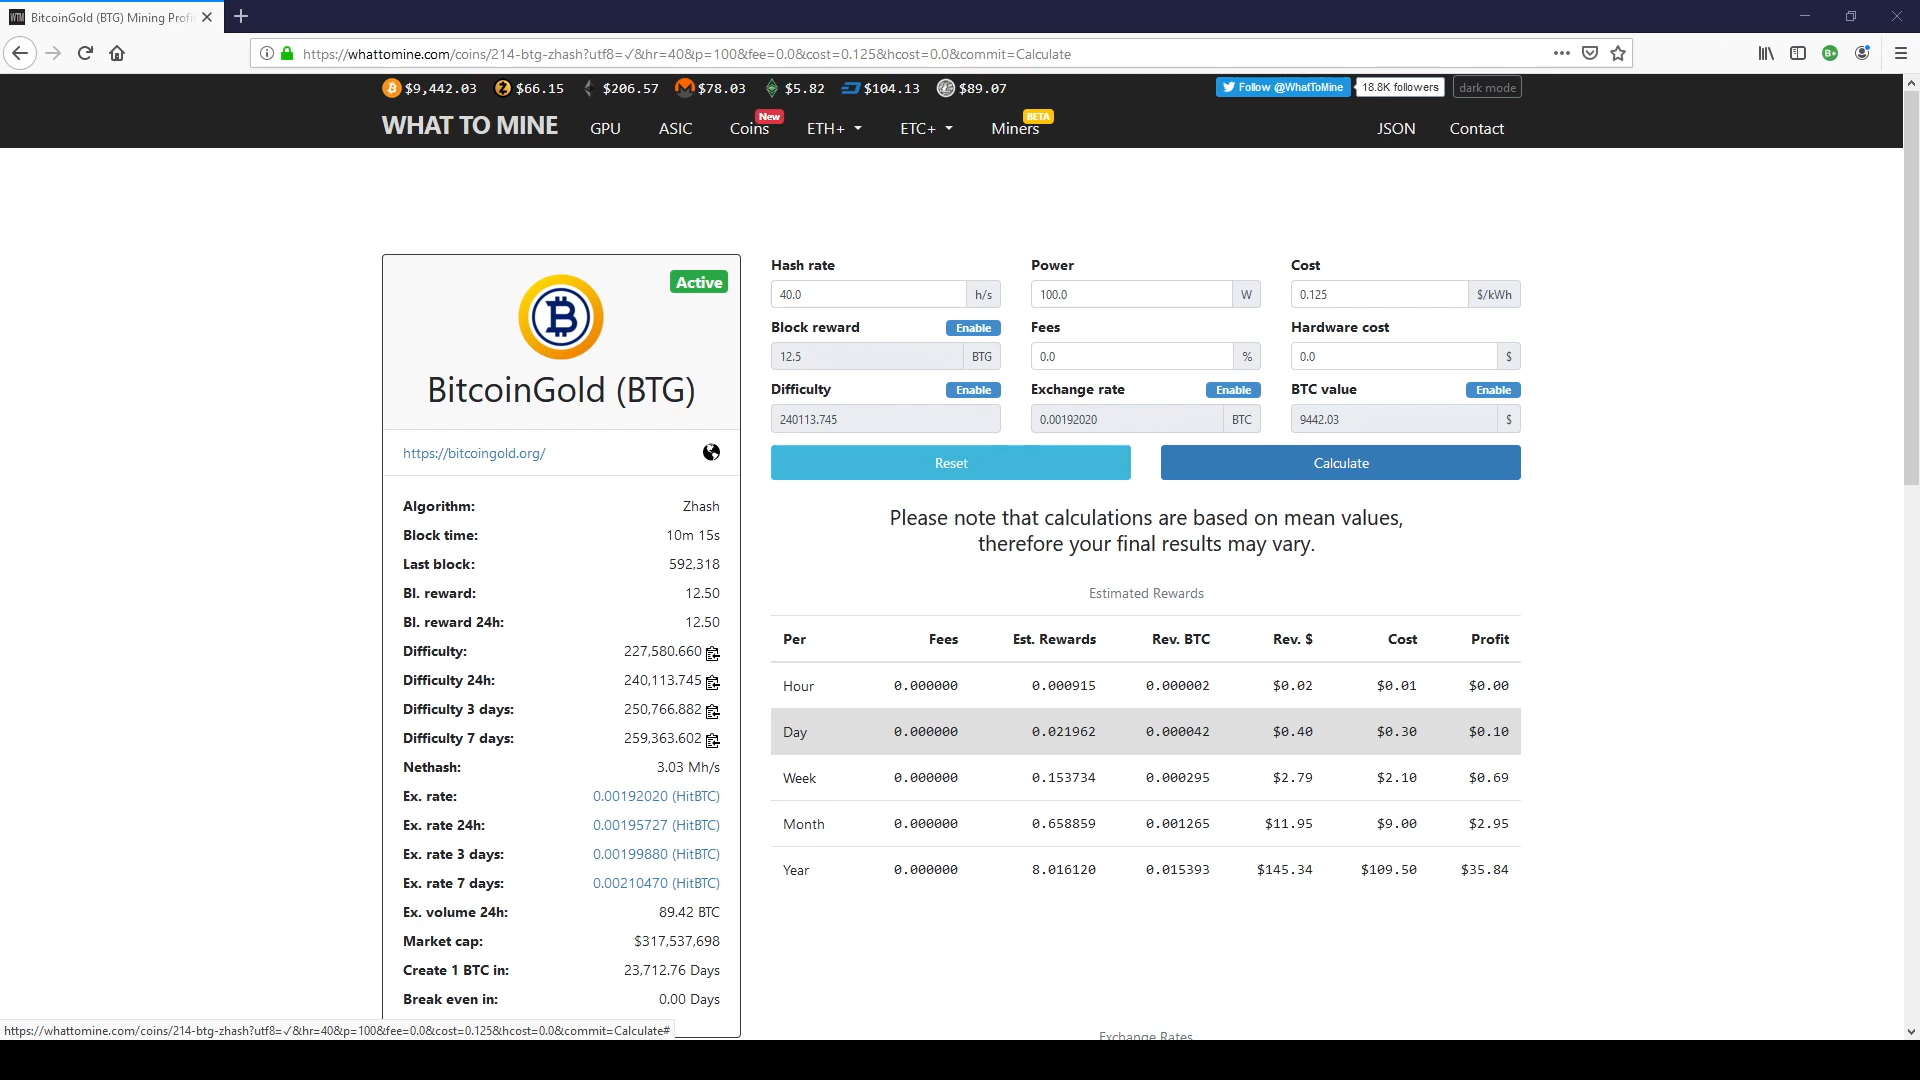 BitcoinGold (BTG) Mining Profi
https://whattomine.com/coins/214-btg-zhash?utf8=✓&hr=40&p=100&fee=0.0&cost=0.125&hcost=0.0&commit=Calculate
$9,442.03 $66.15 $206.57 $78.03 $5.82 $104.13 $89.07
Follow @WhatToMine 18.8K followers dark mode
WHAT TO MINE GPU ASIC Coins New ETH+ ETC+ Miners BETA JSON Contact
Active
BitcoinGold (BTG)
https://bitcoingold.org/
Algorithm: Zhash
Block time: 10m 15s
Last block: 592,318
Bl. reward: 12.50
Bl. reward 24h: 12.50
Difficulty: 227,580.660
Difficulty 24h: 240,113.745
Difficulty 3 days: 250,766.882
Difficulty 7 days: 259,363.602
Nethash: 3.03 Mh/s
Ex. rate: 0.00192020 (HitBTC)
Ex. rate 24h: 0.00195727 (HitBTC)
Ex. rate 3 days: 0.00199880 (HitBTC)
Ex. rate 7 days: 0.00210470 (HitBTC)
Ex. volume 24h: 89.42 BTC
Market cap: $317,537,698
Create 1 BTC in: 23,712.76 Days
Break even in: 0.00 Days
Hash rate Power Cost
40.0 h/s 100.0 W 0.125 $/kWh
Block reward Enable Fees Hardware cost
12.5 BTG 0.0 % 0.0 $
Difficulty Enable Exchange rate Enable BTC value Enable
240113.745 0.00192020 BTC 9442.03 $
Reset Calculate
Please note that calculations are based on mean values,
therefore your final results may vary.
Estimated Rewards
Per Fees Est. Rewards Rev. BTC Rev. $ Cost Profit
Hour 0.000000 0.000915 0.000002 $0.02 $0.01 $0.00
Day 0.000000 0.021962 0.000042 $0.40 $0.30 $0.10
Week 0.000000 0.153734 0.000295 $2.79 $2.10 $0.69
Month 0.000000 0.658859 0.001265 $11.95 $9.00 $2.95
Year 0.000000 8.016120 0.015393 $145.34 $109.50 $35.84
Exchange Rates
https://whattomine.com/coins/214-btg-zhash?utf8=✓&hr=40&p=100&fee=0.0&cost=0.125&hcost=0.0&commit=Calculate#